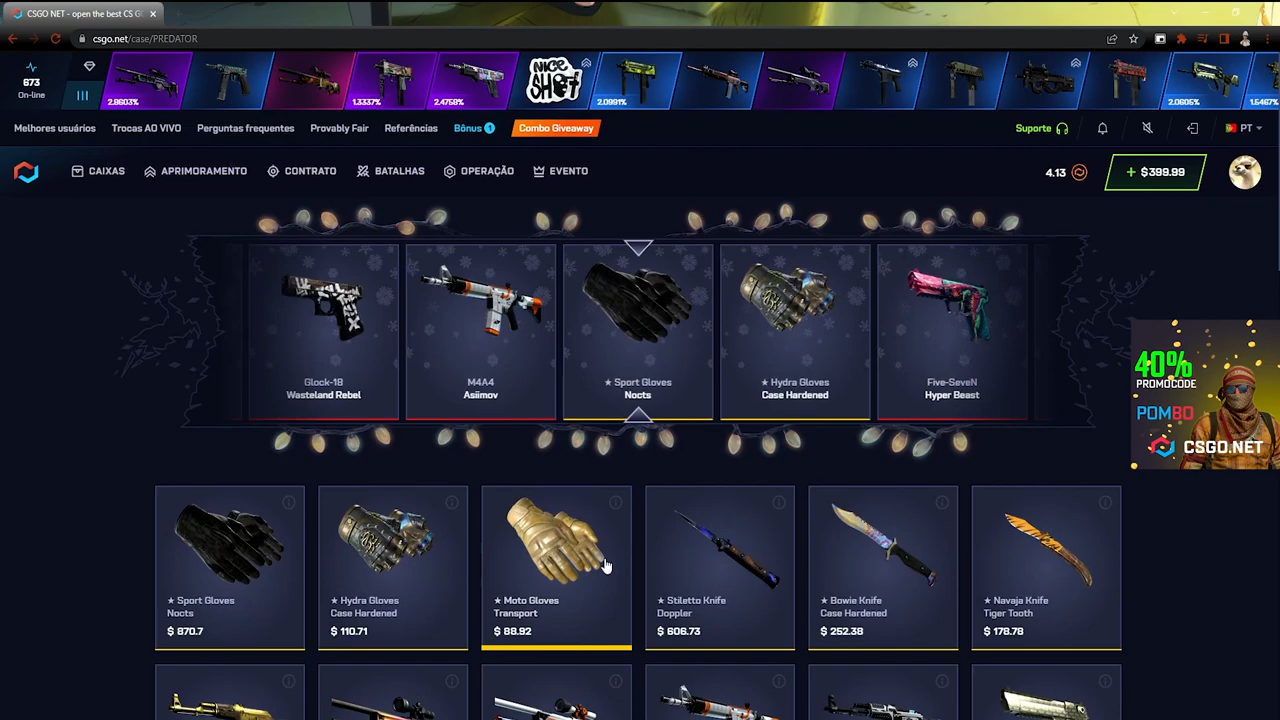 CSGO NET - open the best CS G
csgo.net/case/PREDATOR
673
On-line
2.8603%
1.3337%
2.4758%
NICE SHOT
2.0991%
2.0605%
1.5467%
Melhores usuários
Trocas AO VIVO
Perguntas frequentes
Provably Fair
Referências
Bônus 1
Combo Giveaway
Suporte
PT
CAIXAS
APRIMORAMENTO
CONTRATO
BATALHAS
OPERAÇÃO
EVENTO
4.13
+ $399.99
Glock-18
Wasteland Rebel
M4A4
Asiimov
★ Sport Gloves
Nocts
★ Hydra Gloves
Case Hardened
Five-SeveN
Hyper Beast
40%
PROMOCODE
POMBO
CSGO.NET
★ Sport Gloves
Nocts
$ 870.7
★ Hydra Gloves
Case Hardened
$ 110.71
★ Moto Gloves
Transport
$ 88.92
★ Stiletto Knife
Doppler
$ 606.73
★ Bowie Knife
Case Hardened
$ 252.38
★ Navaja Knife
Tiger Tooth
$ 178.78